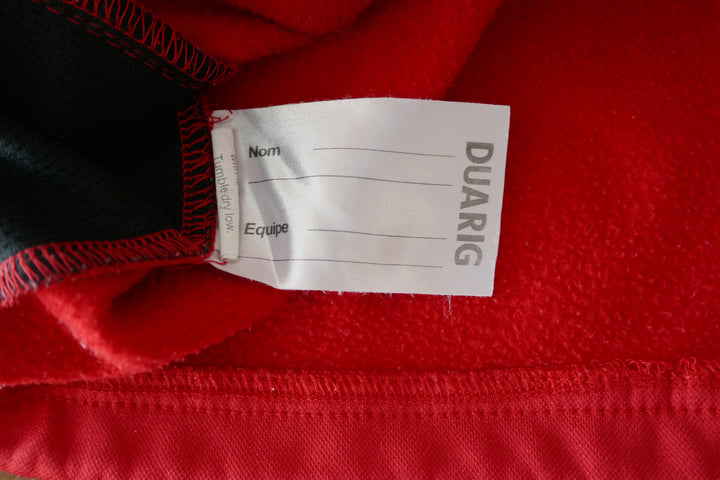 Nom
Equipe
DUARIG
Tumble dry low.